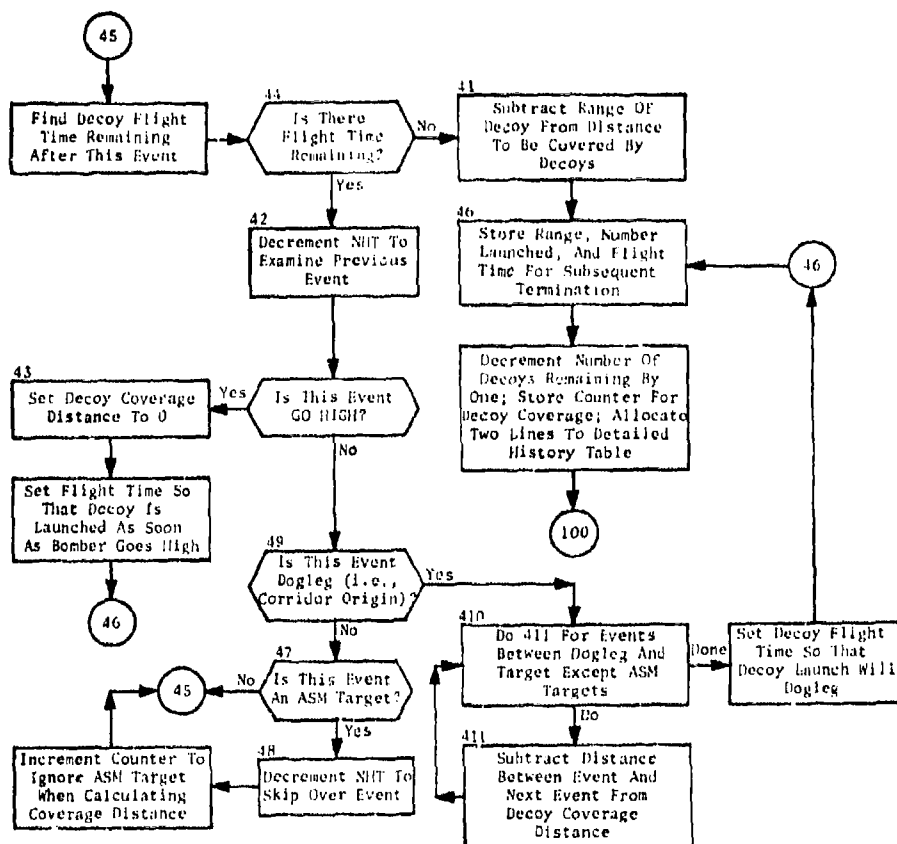 45
Find Decoy Flight
Time Remaining
After This Event
44
Is There
Flight Time
Remaining?
No
Yes
41
Subtract Range Of
Decoy From Distance
To Be Covered By
Decoys
42
Decrement NHT To
Examine Previous
Event
46
Store Range, Number
Launched, And Flight
Time For Subsequent
Termination
46
Decrement Number Of
Decoys Remaining By
One; Store Counter For
Decoy Coverage; Allocate
Two Lines To Detailed
History Table
100
Is This Event
GO HIGH?
Yes
No
43
Set Decoy Coverage
Distance To 0
Set Flight Time So
That Decoy Is
Launched As Soon
As Bomber Goes High
46
49
Is This Event
Dogleg (i.e.,
Corridor Origin)?
Yes
No
410
Do 411 For Events
Between Dogleg And
Target Except ASM
Targets
Done
Do
Set Decoy Flight
Time So That
Decoy Launch Will
Dogleg
47
Is This Event
An ASM Target?
No
45
Yes
48
Decrement NHT To
Skip Over Event
Increment Counter To
Ignore ASM Target
When Calculating
Coverage Distance
411
Subtract Distance
Between Event And
Next Event From
Decoy Coverage
Distance